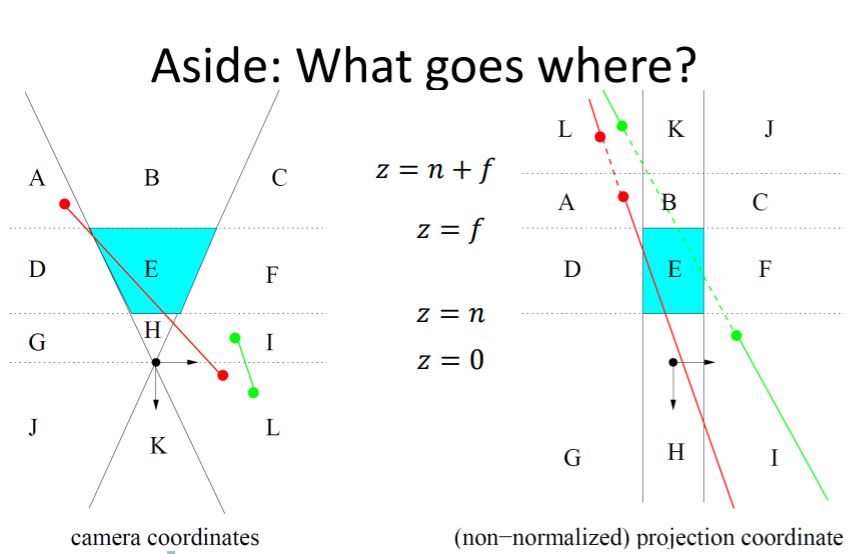 Aside: What goes where?
A
B
C
D
E
F
G
H
I
J
K
L
camera coordinates
z = n + f
z = f
z = n
z = 0
L
K
J
A
B
C
D
E
F
G
H
I
(non−normalized) projection coordinate